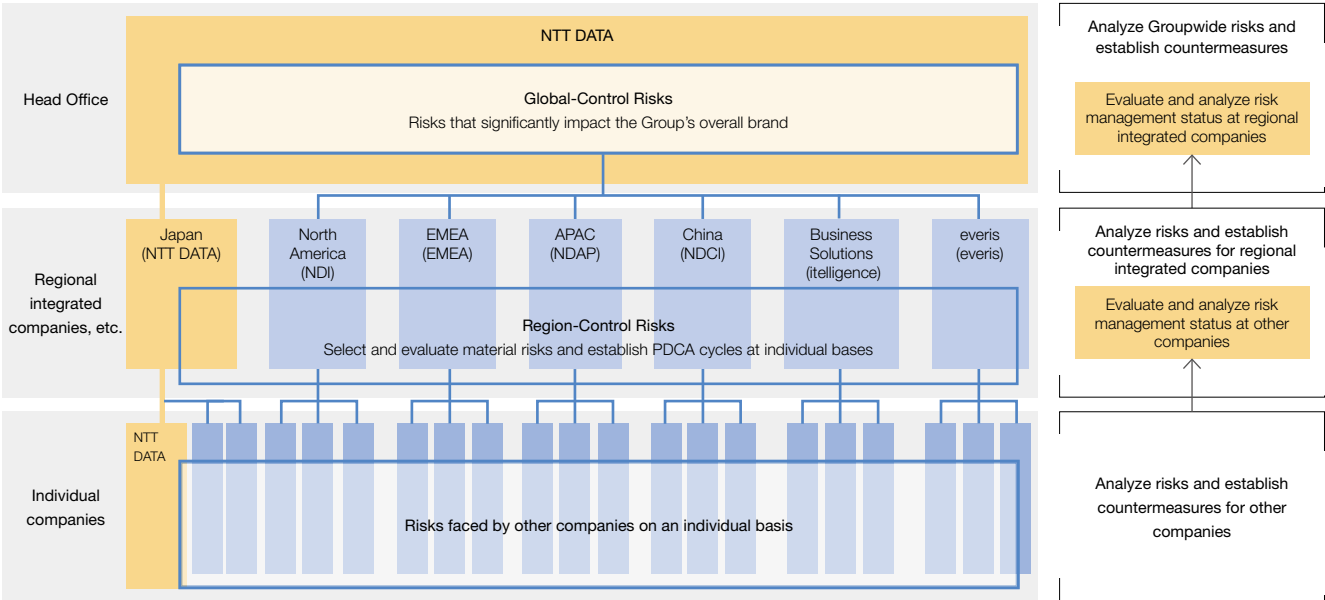 Head Office
NTT DATA
Global-Control Risks
Risks that significantly impact the Group's overall brand
Analyze Groupwide risks and
establish countermeasures
Evaluate and analyze risk
management status at regional
integrated companies
Regional
integrated
companies, etc.
Japan
(NTT DATA)
North
America
(NDI)
EMEA
(EMEA)
APAC
(NDAP)
China
(NDCI)
Business
Solutions
(itelligence)
everis
(everis)
Region-Control Risks
Select and evaluate material risks and establish PDCA cycles at individual bases
Analyze risks and establish
countermeasures for regional
integrated companies
Evaluate and analyze risk
management status at other
companies
Individual
companies
NTT
DATA
Risks faced by other companies on an individual basis
Analyze risks and establish
countermeasures for other
companies